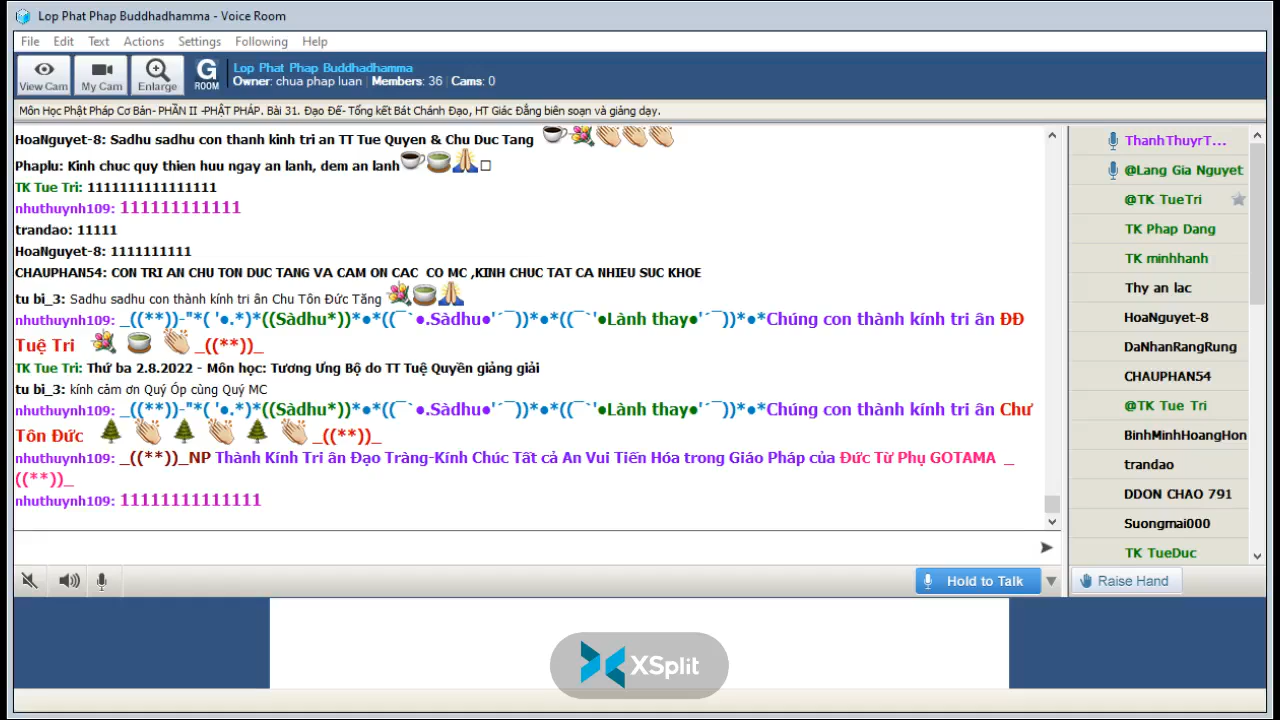 Lop Phat Phap Buddhadhamma - Voice Room
File Edit Text Actions Settings Following Help
View Cam My Cam Enlarge G ROOM
Lop Phat Phap Buddhadhamma
Owner: chua phap luan Members: 36 Cams: 0
Môn Học Phật Pháp Cơ Bản- PHẦN II -PHẬT PHÁP. Bài 31. Đạo Đế- Tổng kết Bát Chánh Đạo, HT Giác Đẳng biên soạn và giảng dạy.
HoaNguyet-8: Sadhu sadhu con thanh kinh tri an TT Tue Quyen & Chu Duc Tang
Phaplu: Kinh chuc quy thien huu ngay an lanh, dem an lanh
TK Tue Tri: 1111111111111111
nhuthuynh109: 111111111111
trandao: 11111
HoaNguyet-8: 1111111111
CHAUPHAN54: CON TRI AN CHU TON DUC TANG VA CAM ON CAC CO MC ,KINH CHUC TAT CA NHIEU SUC KHOE
tu bi_3: Sadhu sadhu con thành kính tri ân Chu Tôn Đức Tăng
nhuthuynh109: _((**))-"*( '●.*)*((Sàdhu*))*●*((¯`●.Sàdhu●'´¯))*●*((¯`'●Lành thay●'´¯))*●*Chúng con thành kính tri ân ĐĐ
Tuệ Tri _((**))_
TK Tue Tri: Thứ ba 2.8.2022 - Môn học: Tương Ưng Bộ do TT Tuệ Quyền giảng giải
tu bi_3: kính cảm ơn Quý Óp cùng Quý MC
nhuthuynh109: _((**))-"*( '●.*)*((Sàdhu*))*●*((¯`●.Sàdhu●'´¯))*●*((¯`'●Lành thay●'´¯))*●*Chúng con thành kính tri ân Chư
Tôn Đức _((**))_
nhuthuynh109: _((**))_NP Thành Kính Tri ân Đạo Tràng-Kính Chúc Tất cả An Vui Tiến Hóa trong Giáo Pháp của Đức Từ Phụ GOTAMA _
((**))_
nhuthuynh109: 11111111111111
Hold to Talk
ThanhThuyrT...
@Lang Gia Nguyet
@TK TueTri
TK Phap Dang
TK minhhanh
Thy an lac
HoaNguyet-8
DaNhanRangRung
CHAUPHAN54
@TK Tue Tri
BinhMinhHoangHon
trandao
DDON CHAO 791
Suongmai000
TK TueDuc
Raise Hand
XSplit